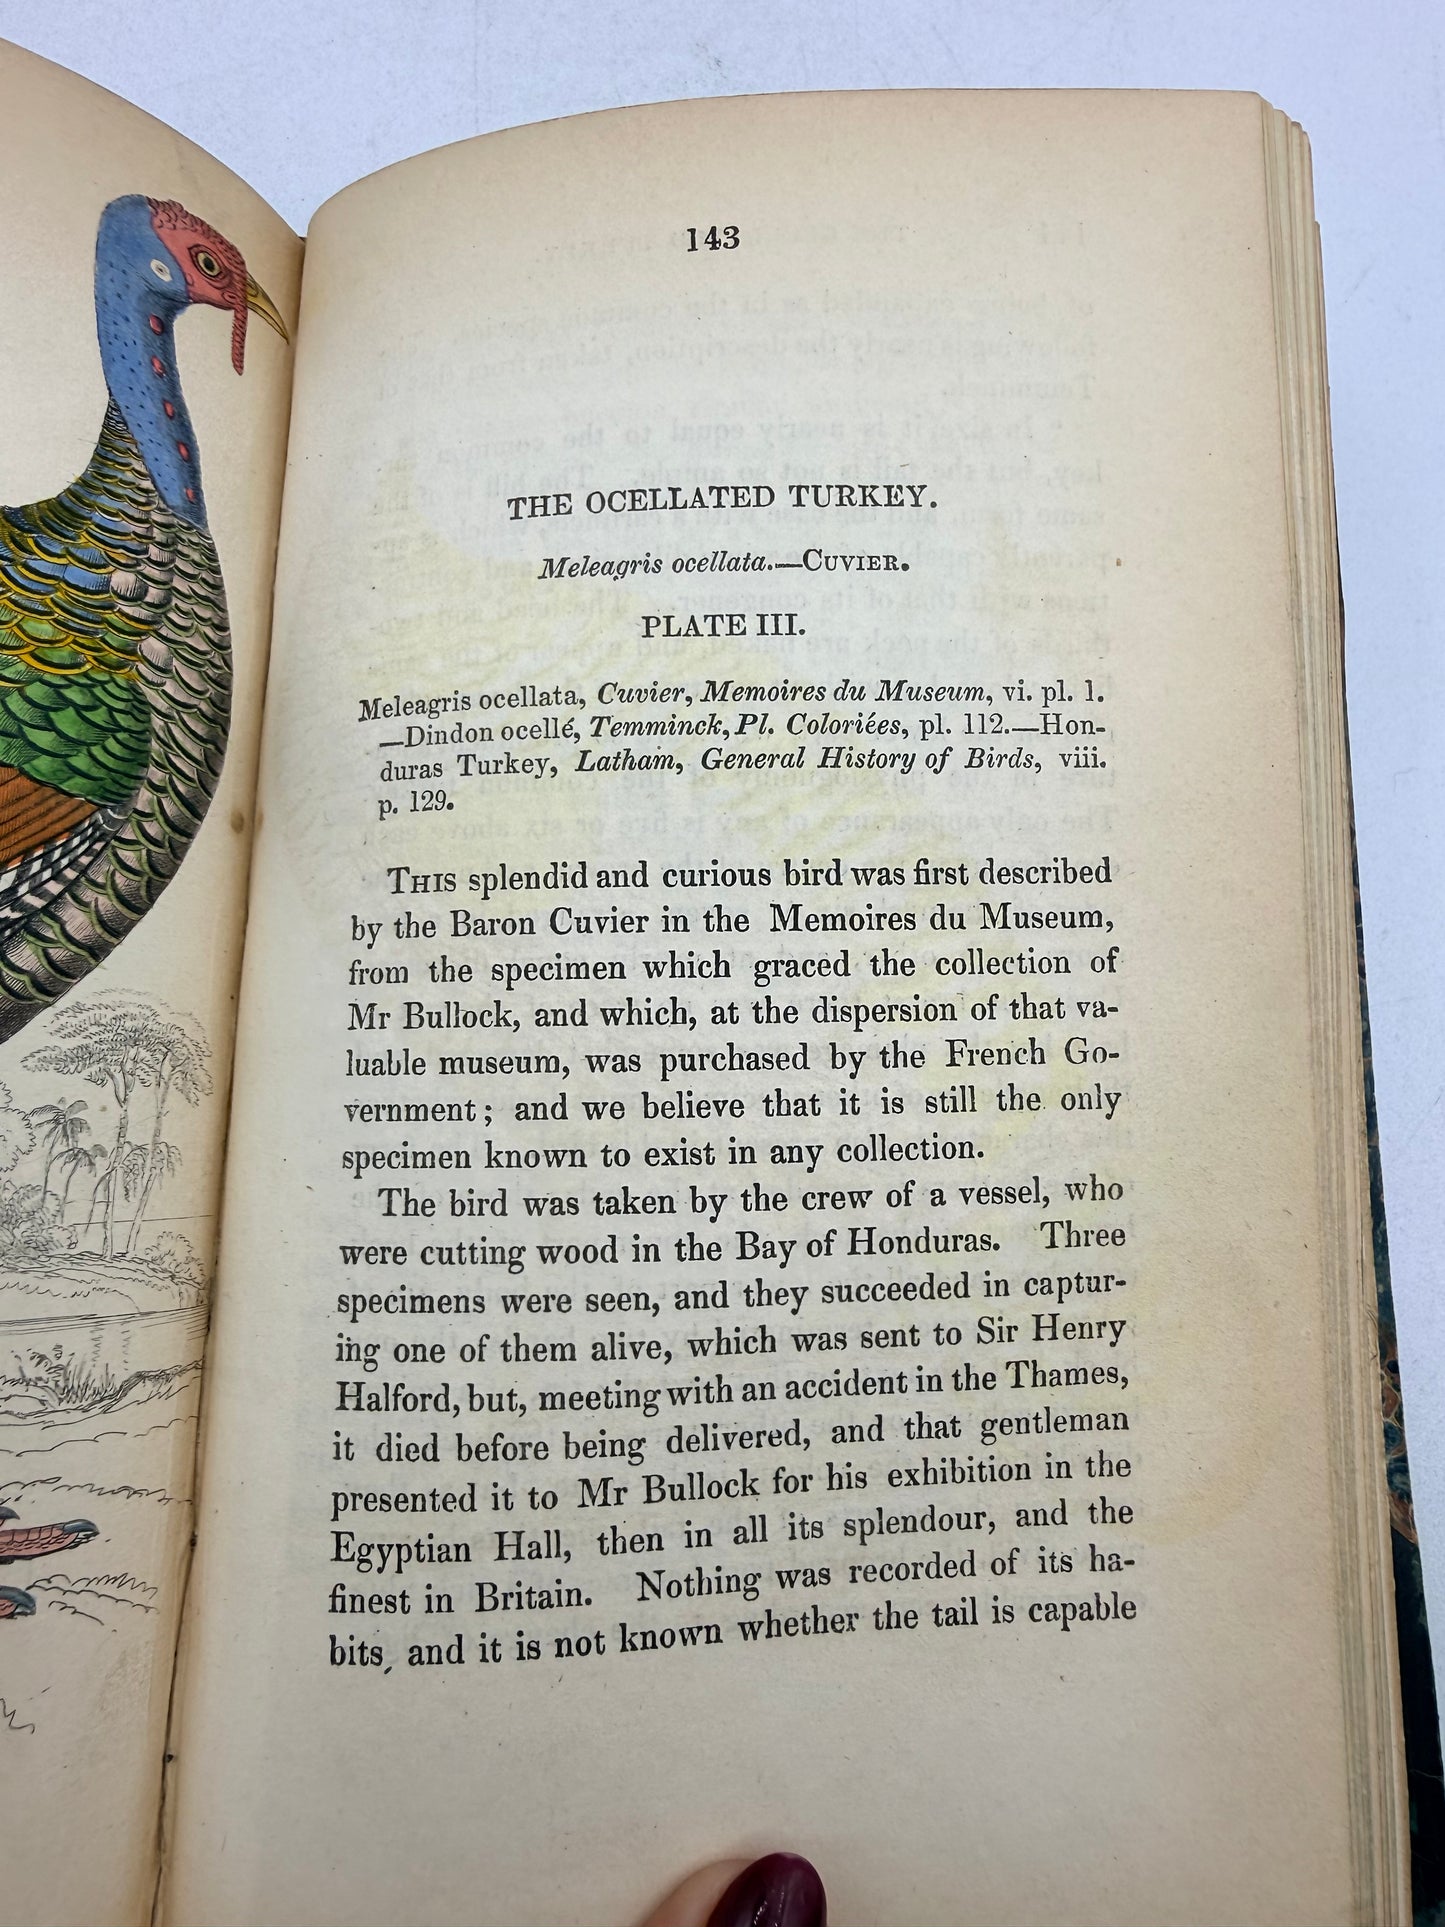 143
THE OCELLATED TURKEY.
Meleagris ocellata.—CUVIER.
PLATE III.
Meleagris ocellata, Cuvier, Memoires du Museum, vi. pl. 1.
—Dindon ocellé, Temminck, Pl. Coloriées, pl. 112.—Hon-
duras Turkey, Latham, General History of Birds, viii.
p. 129.
THIS splendid and curious bird was first described
by the Baron Cuvier in the Memoires du Museum,
from the specimen which graced the collection of
Mr Bullock, and which, at the dispersion of that va-
luable museum, was purchased by the French Go-
vernment; and we believe that it is still the only
specimen known to exist in any collection.
The bird was taken by the crew of a vessel, who
were cutting wood in the Bay of Honduras. Three
specimens were seen, and they succeeded in captur-
ing one of them alive, which was sent to Sir Henry
Halford, but, meeting with an accident in the Thames,
it died before being delivered, and that gentleman
presented it to Mr Bullock for his exhibition in the
Egyptian Hall, then in all its splendour, and the
finest in Britain. Nothing was recorded of its ha-
bits, and it is not known whether the tail is capable